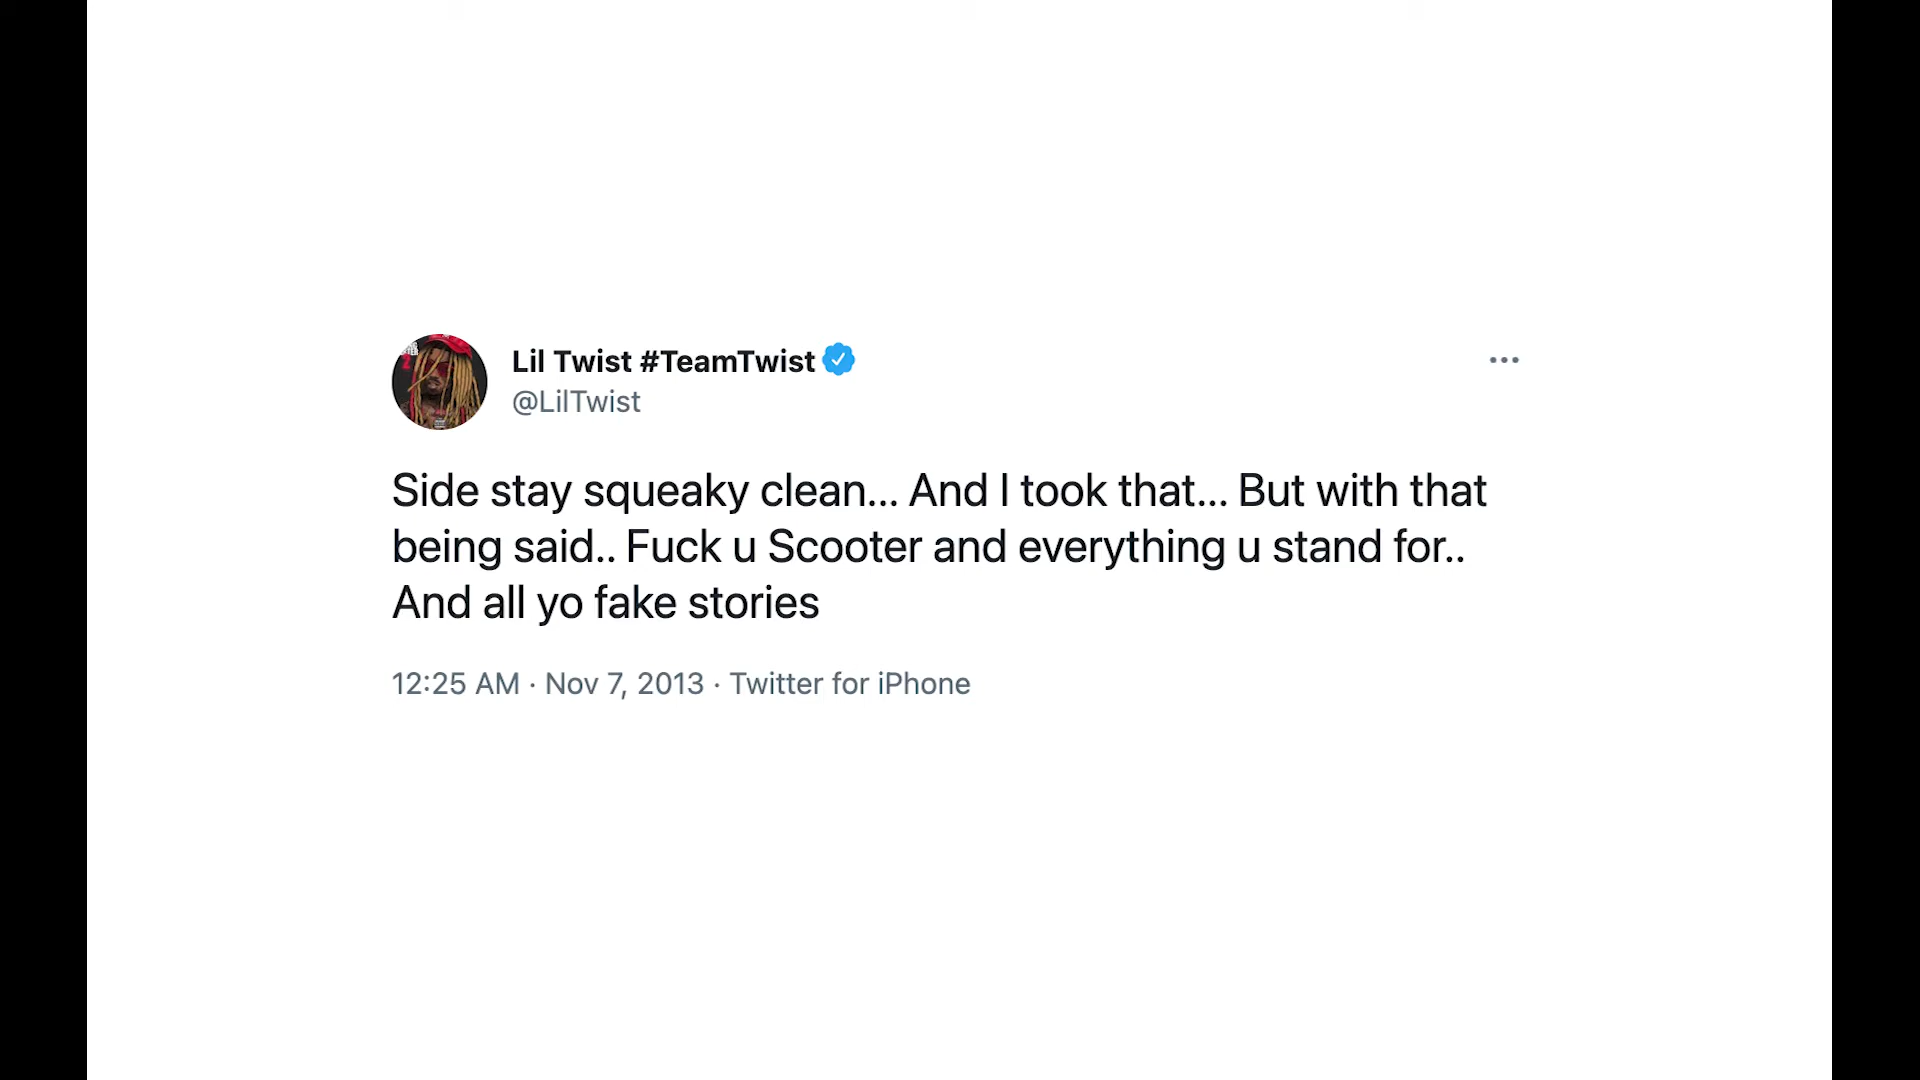 Lil Twist #TeamTwist
@LilTwist
Side stay squeaky clean... And I took that... But with that
being said.. Fuck u Scooter and everything u stand for..
And all yo fake stories
12:25 AM · Nov 7, 2013 · Twitter for iPhone